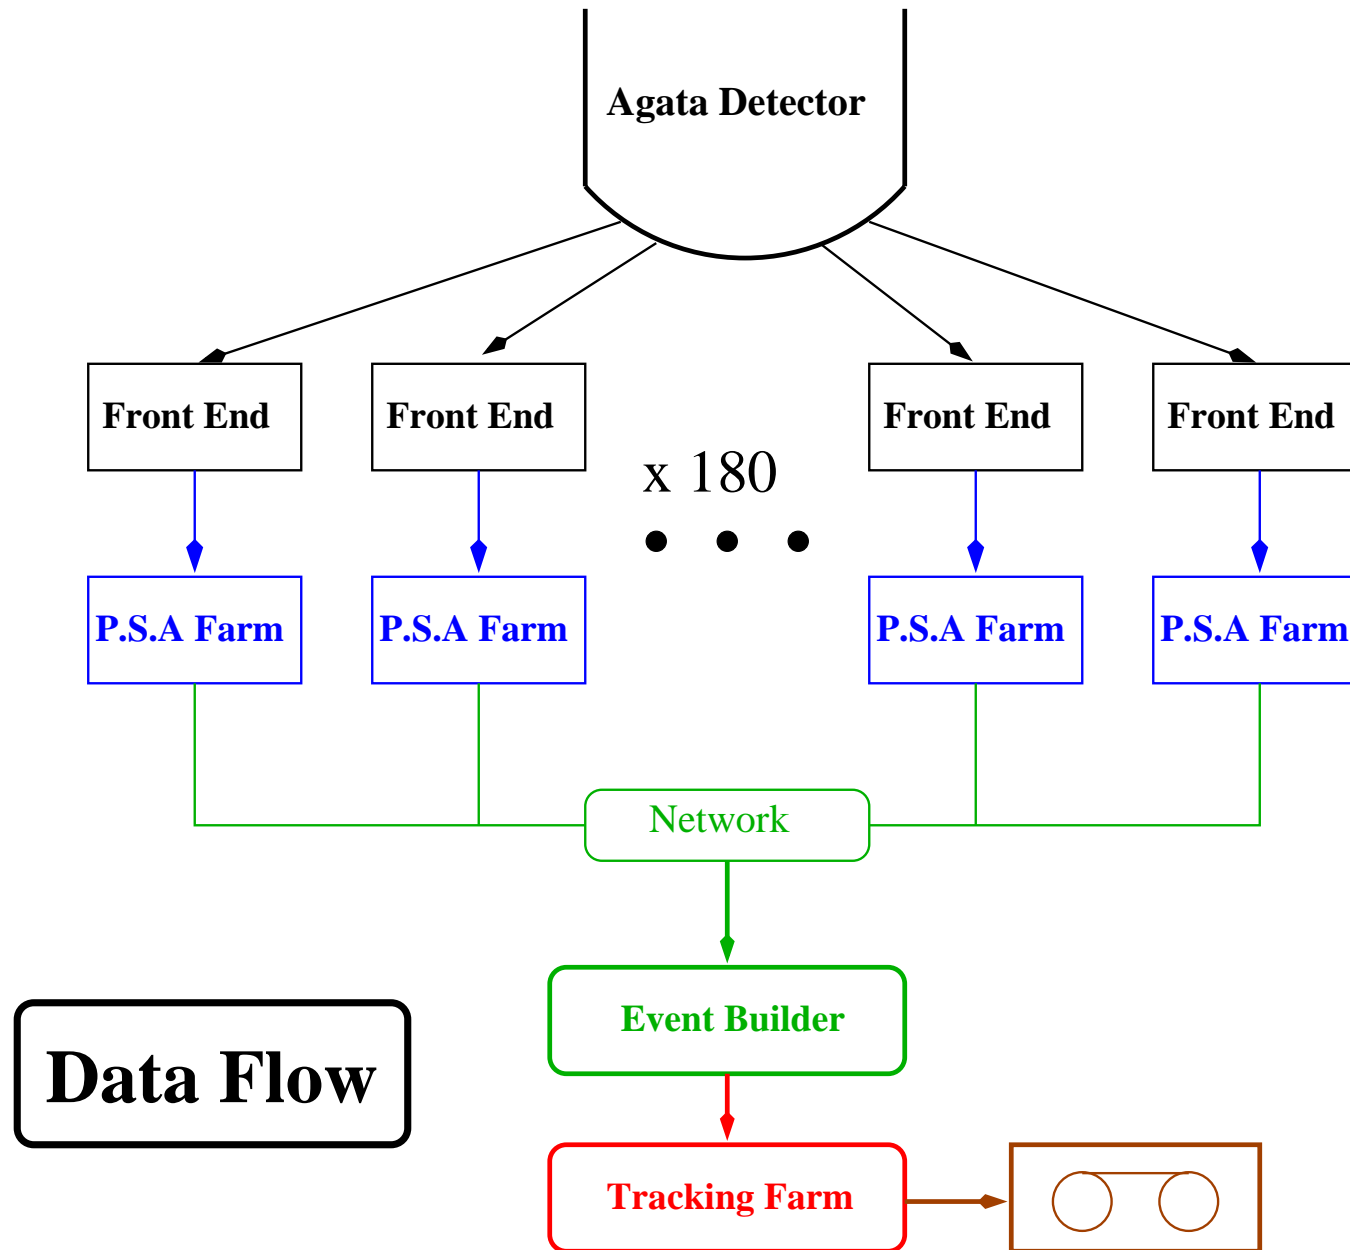 Agata Detector
Front End
Front End
Front End
Front End
x 180
P.S.A Farm
P.S.A Farm
P.S.A Farm
P.S.A Farm
Network
Event Builder
Data Flow
Tracking Farm